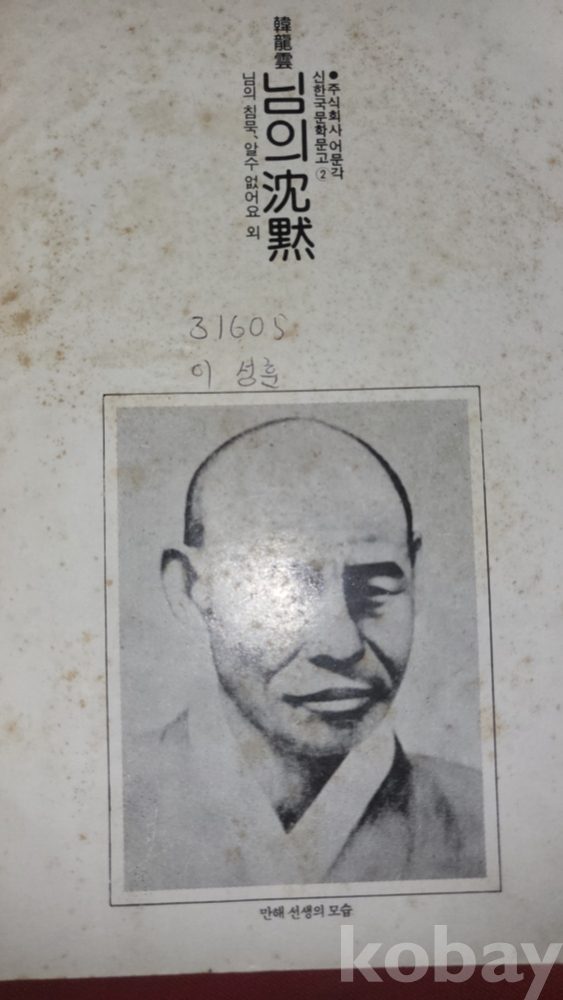 ●주식회사 어문각
신한국문학문고 ②
韓龍雲
님의 沈黙
님의 침묵, 알수 없어요 외
31605
이 성훈
만해 선생의 모습
kobay